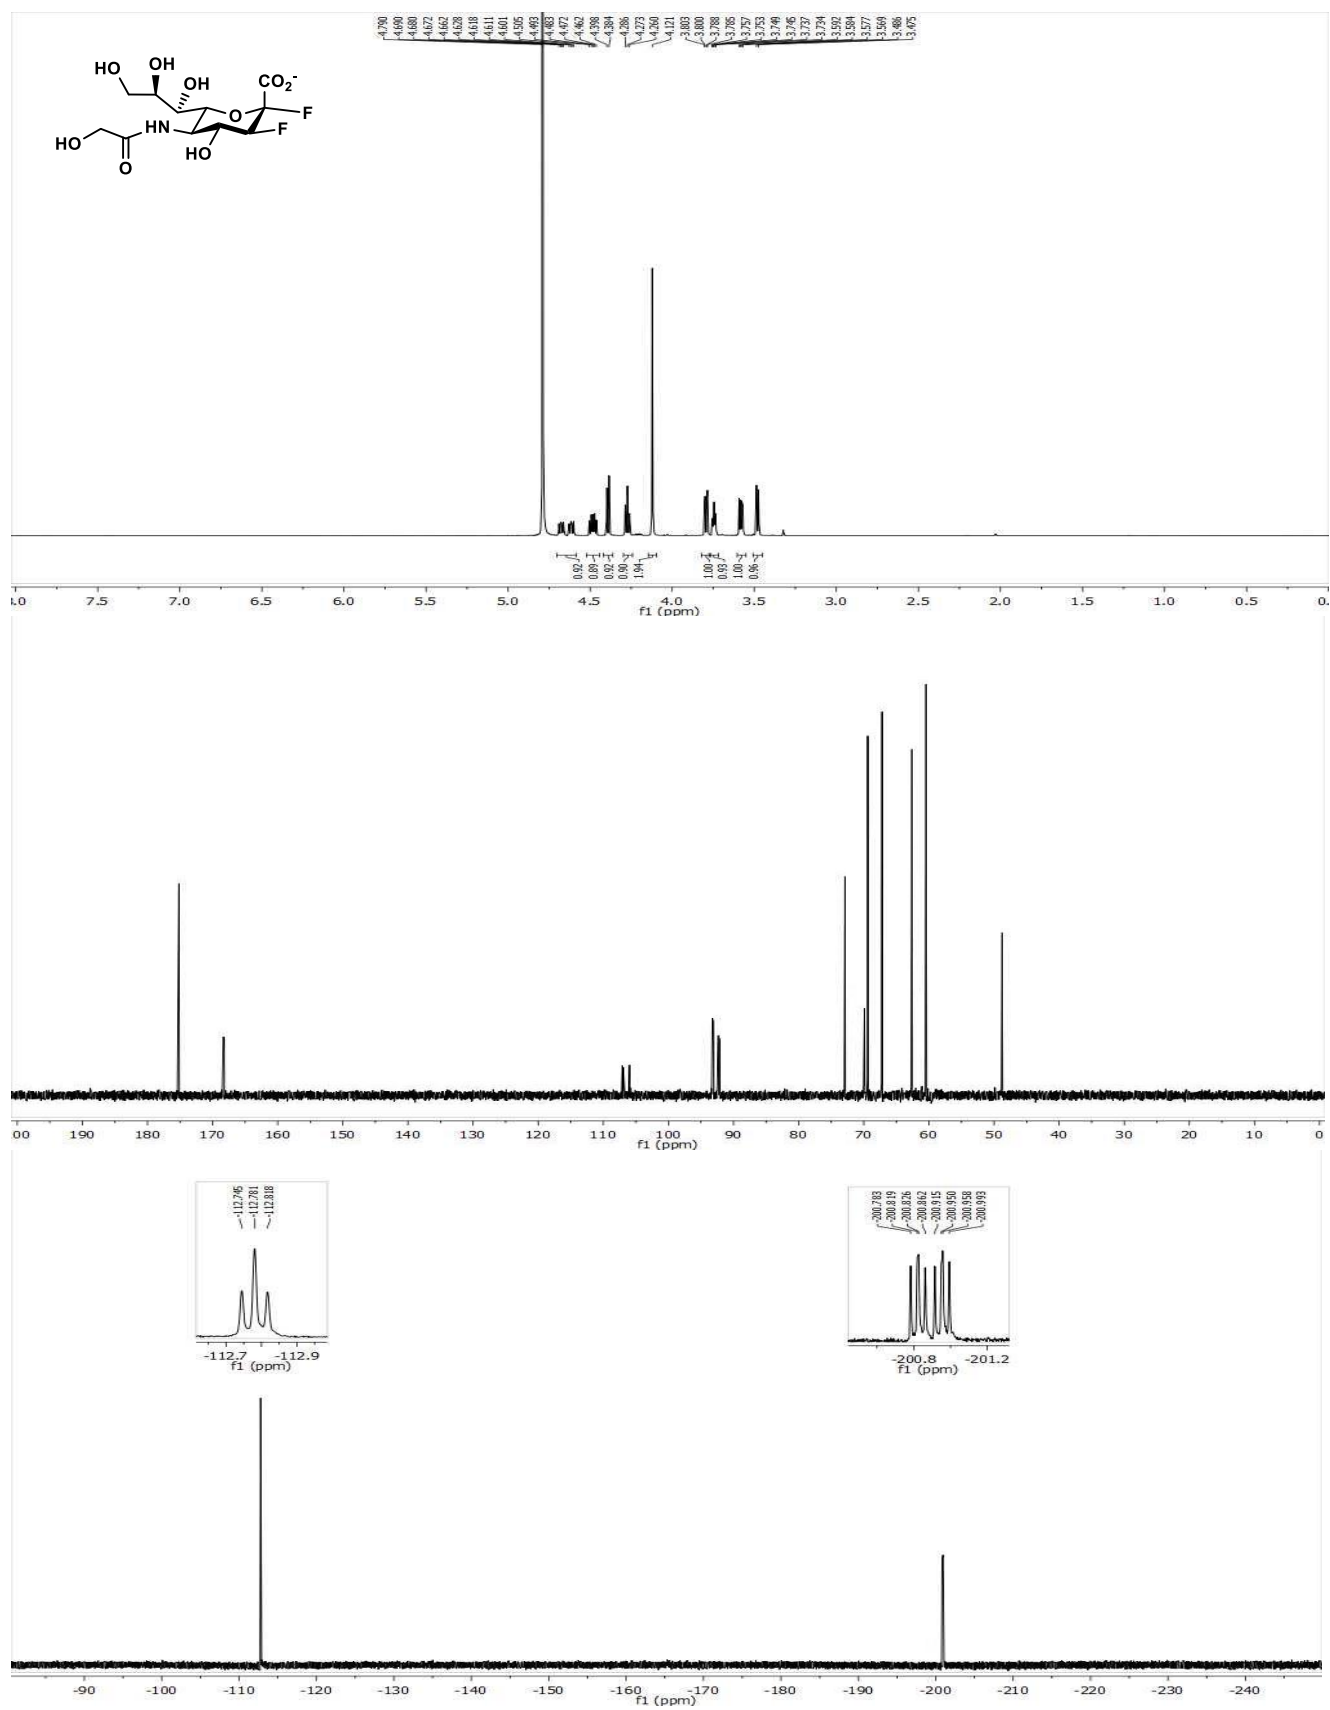 4.790 4.690 4.680 4.672 4.662 4.628 4.618 4.611 4.601 4.505 4.493 4.483 4.472 4.462 4.398 4.384 4.286 4.273 4.260 4.121 3.803 3.800 3.788 3.785 3.757 3.753 3.749 3.745 3.737 3.734 3.592 3.584 3.577 3.569 3.486 3.475
HO OH OH CO2- O F F
HO HN HO
O
0.92 0.89 0.92 0.90 1.94 1.00 0.93 1.00 0.96
7.5 7.0 6.5 6.0 5.5 5.0 4.5 4.0 3.5 3.0 2.5 2.0 1.5 1.0 0.5
f1 (ppm)
00 190 180 170 160 150 140 130 120 110 100 90 80 70 60 50 40 30 20 10 0
f1 (ppm)
-112.745 -112.781 -112.818
-112.7 -112.9
f1 (ppm)
-200.783 -200.819 -200.826 -200.862 -200.915 -200.950 -200.958 -200.993
-200.8 -201.2
f1 (ppm)
-90 -100 -110 -120 -130 -140 -150 -160 -170 -180 -190 -200 -210 -220 -230 -240
f1 (ppm)